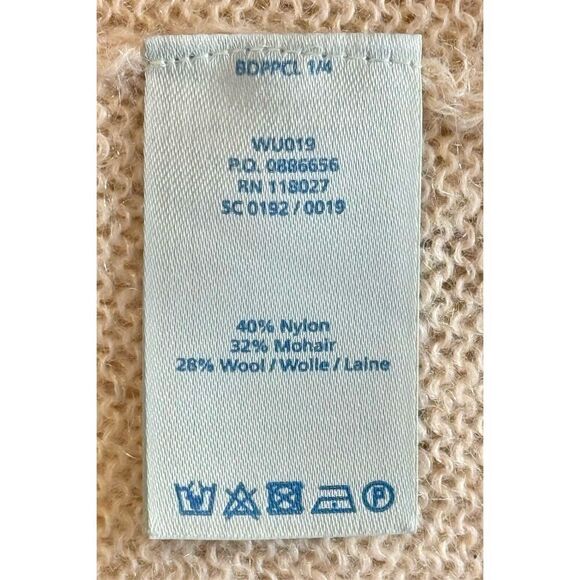 BDPPCL 1/4
WU019
P.O. 0886656
RN 118027
SC 0192 / 0019
40% Nylon
32% Mohair
28% Wool / Wolle / Laine
P